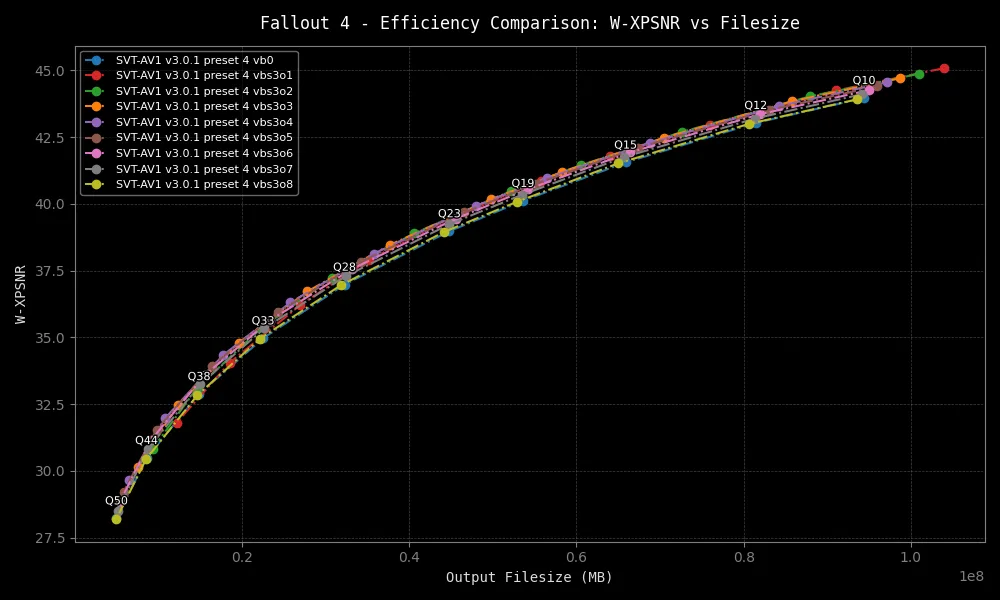 Fallout 4 - Efficiency Comparison: W-XPSNR vs Filesize
SVT-AV1 v3.0.1 preset 4 vb0
SVT-AV1 v3.0.1 preset 4 vbs3o1
SVT-AV1 v3.0.1 preset 4 vbs3o2
SVT-AV1 v3.0.1 preset 4 vbs3o3
SVT-AV1 v3.0.1 preset 4 vbs3o4
SVT-AV1 v3.0.1 preset 4 vbs3o5
SVT-AV1 v3.0.1 preset 4 vbs3o6
SVT-AV1 v3.0.1 preset 4 vbs3o7
SVT-AV1 v3.0.1 preset 4 vbs3o8
45.0
42.5
40.0
37.5
35.0
32.5
30.0
27.5
W-XPSNR
Q10
Q12
Q15
Q19
Q23
Q28
Q33
Q38
Q44
Q50
0.2
0.4
0.6
0.8
1.0
1e8
Output Filesize (MB)